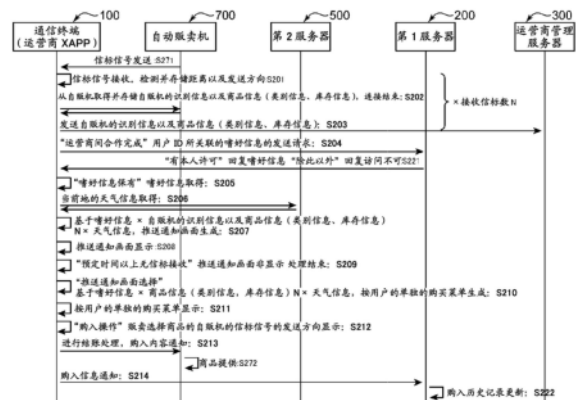 100
700
500
200
300
通信终端
(运营商 XAPP)
自动贩卖机
第 2 服务器
第 1 服务器
运营商管理
服务器
信标信号发送:S271
信标信号接收, 检测并存储距离以及发送方向S201
从自贩机取得并存储自贩机的识别信息以及商品信息 (类别信息、库存信息), 连接结束: S202
×接收信标数 N
发送自贩机的识别信息以及商品信息 (类别信息、库存信息): S203
“运营商间合作完成”用户 ID 所关联的嗜好信息的发送请求: S204
“有本人许可”回复嗜好信息 “除此以外”回复访问不可S221
“嗜好信息保有”嗜好信息取得: S205
当前地的天气信息取得: S206
基于嗜好信息 × 自贩机的识别信息以及商品信息 (类别信息、库存信息)
N× 天气信息, 推送通知画面生成: S207
推送通知画面显示:S208
“预定时间以上无信标接收”推送通知画面非显示 处理结束: S209
“推送通知画面选择”
基于嗜好信息 × 商品信息 (类别信息, 库存信息) N× 天气信息, 按用户的单独的购买菜单生成: S210
按用户的单独的购买菜单显示: S211
“购入操作”贩卖选择商品的自贩机的信标信号的发送方向显示: S212
进行结账处理, 购入内容通知: S213
商品提供:S272
购入信息通知: S214
购入历史记录更新: S222